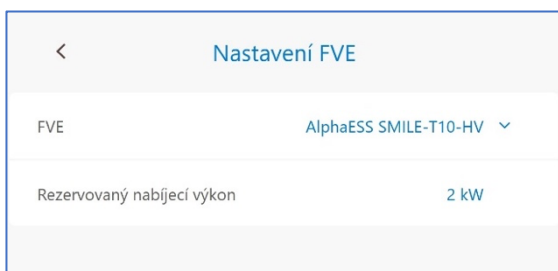 Nastavení FVE
FVE AlphaESS SMILE-T10-HV
Rezervovaný nabíjecí výkon 2 kW